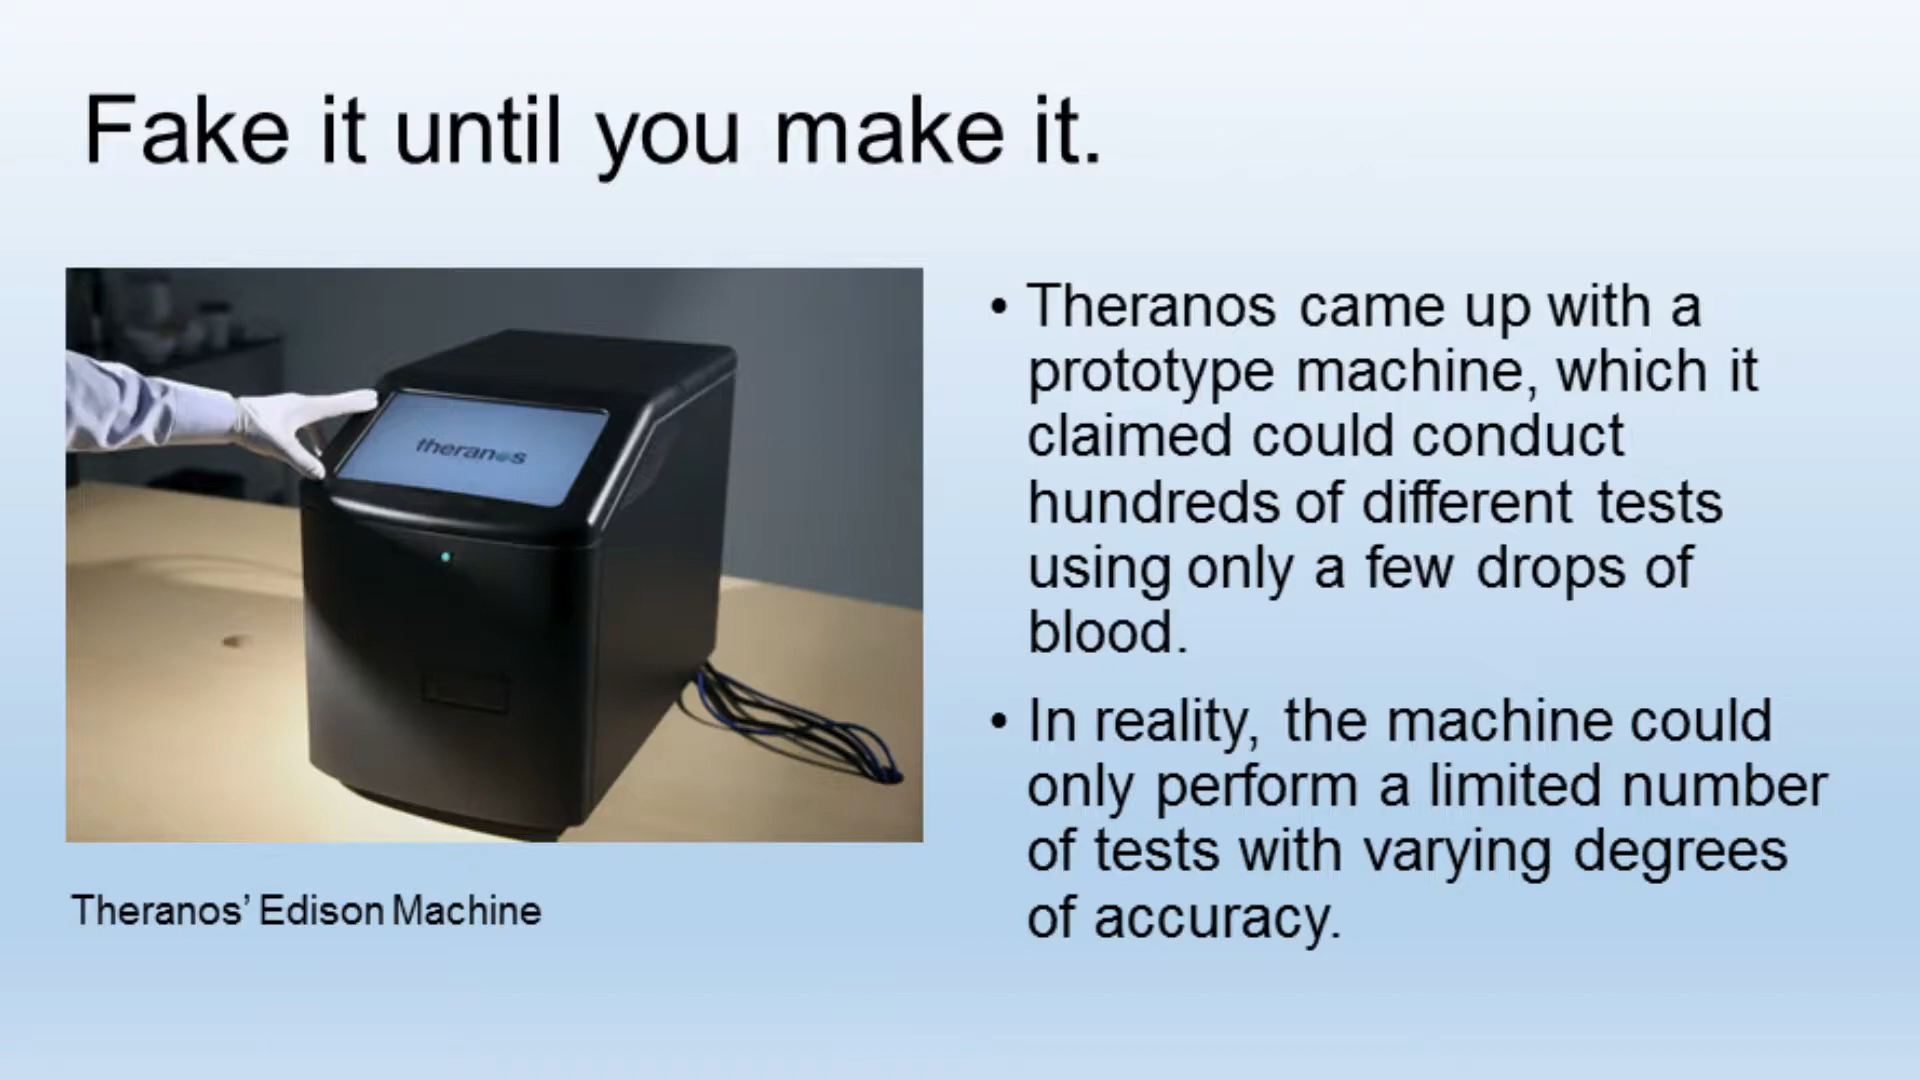 Fake it until you make it.
theranos
Theranos’ Edison Machine
• Theranos came up with a
prototype machine, which it
claimed could conduct
hundreds of different tests
using only a few drops of
blood.
• In reality, the machine could
only perform a limited number
of tests with varying degrees
of accuracy.